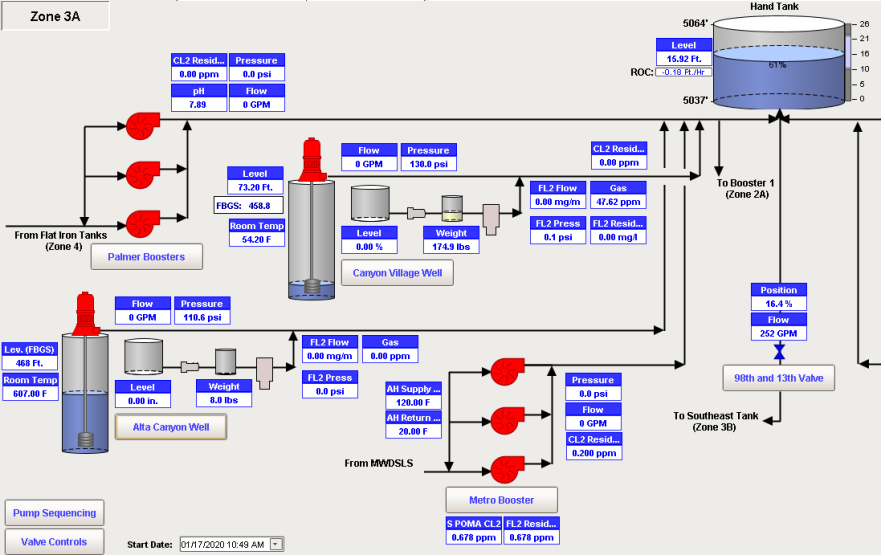 Zone 3A
Hand Tank
5064'
Level
15.92 Ft.
ROC: -0.18 Ft./Hr
61%
5037'
26
21
16
10
5
0
CL2 Resid...
0.00 ppm
Pressure
0.0 psi
pH
7.89
Flow
0 GPM
From Flat Iron Tanks
(Zone 4)
Palmer Boosters
Level
73.20 Ft.
FBGS: 458.8
Room Temp
54.20 F
Flow
0 GPM
Pressure
130.0 psi
Level
0.00 %
Weight
174.9 lbs
Canyon Village Well
CL2 Resid...
0.00 ppm
FL2 Flow
0.00 mg/m
Gas
47.62 ppm
FL2 Press
0.1 psi
FL2 Resid...
0.00 mg/l
To Booster 1
(Zone 2A)
Position
16.4 %
Flow
252 GPM
98th and 13th Valve
To Southeast Tank
(Zone 3B)
Flow
0 GPM
Pressure
110.6 psi
Lev. (FBGS)
468 Ft.
Room Temp
607.00 F
Level
0.00 in.
Weight
8.0 lbs
Alta Canyon Well
FL2 Flow
0.00 mg/m
Gas
0.00 ppm
FL2 Press
0.0 psi
AH Supply ...
120.00 F
AH Return ...
20.00 F
From MWDSLS
Pressure
0.0 psi
Flow
0 GPM
CL2 Resid...
0.200 ppm
Metro Booster
S POMA CL2
0.678 ppm
FL2 Resid...
0.678 ppm
Pump Sequencing
Valve Controls
Start Date: 01/17/2020 10:49 AM